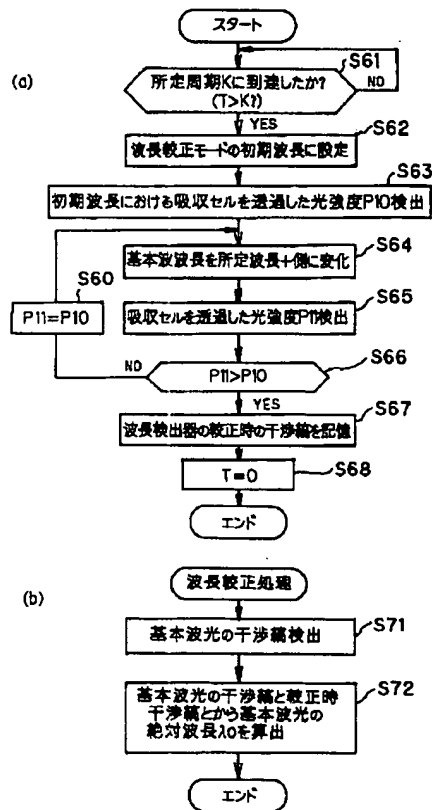 (a)
スタート
S61
所定周期Kに到達したか?
(T>K?)
NO
YES
S62
波長較正モードの初期波長に設定
S63
初期波長における吸収セルを透過した光強度P10検出
S64
基本波波長を所定波長+側に変化
S60
P11=P10
S65
吸収セルを透過した光強度P11検出
S66
NO
P11>P10
YES
S67
波長検出器の較正時の干渉縞を記憶
S68
T=0
エンド
(b)
波長較正処理
S71
基本波光の干渉縞検出
S72
基本波光の干渉縞と較正時
干渉縞とから基本波光の
絶対波長λ0を算出
エンド